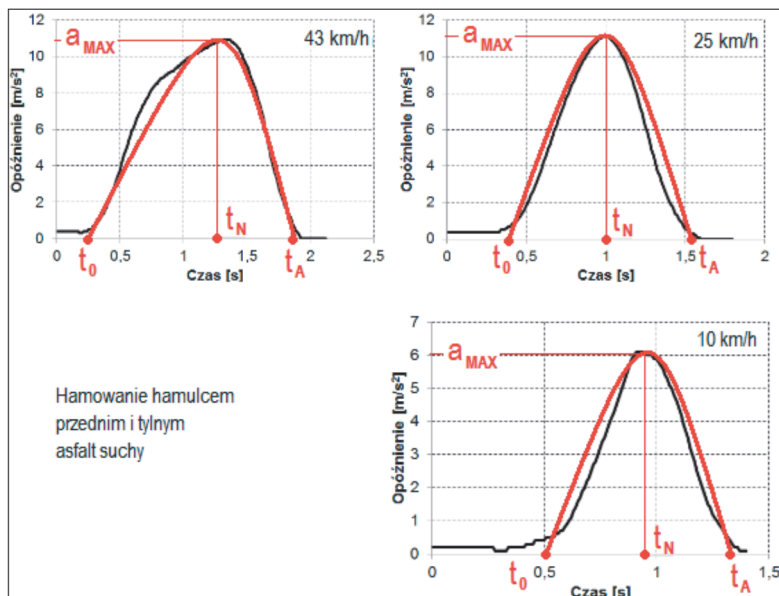 12
10
8
6
4
2
0
Opóźnienie [m/s²]
a MAX
43 km/h
t₀
t N
t A
0
0,5
1
1,5
2
2,5
Czas [s]
12
10
8
6
4
2
0
Opóźnienie [m/s²]
a MAX
25 km/h
t₀
t N
t A
0
0,5
1
1,5
2
Czas [s]
Hamowanie hamulcem
przednim i tylnym
asfalt suchy
7
6
5
4
3
2
1
0
Opóźnienie [m/s²]
a MAX
10 km/h
t₀
t N
t A
0
0,5
1
1,5
Czas [s]